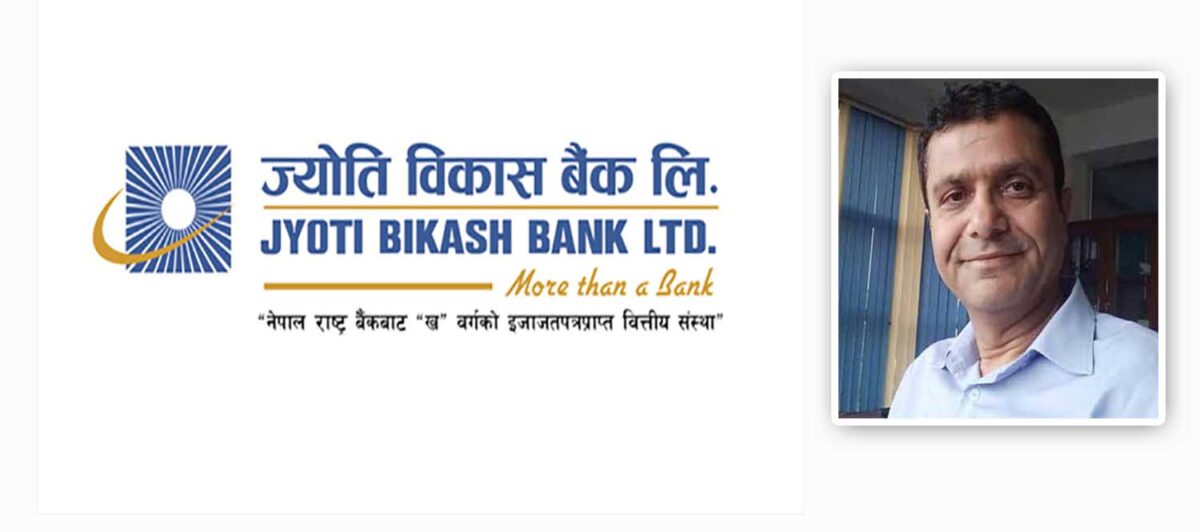 ज्योति विकास बैंक लि.
JYOTI BIKASH BANK LTD.
More than a Bank
“नेपाल राष्ट्र बैंकबाट “ख” वर्गको इजाजतपत्रप्राप्त वित्तीय संस्था”